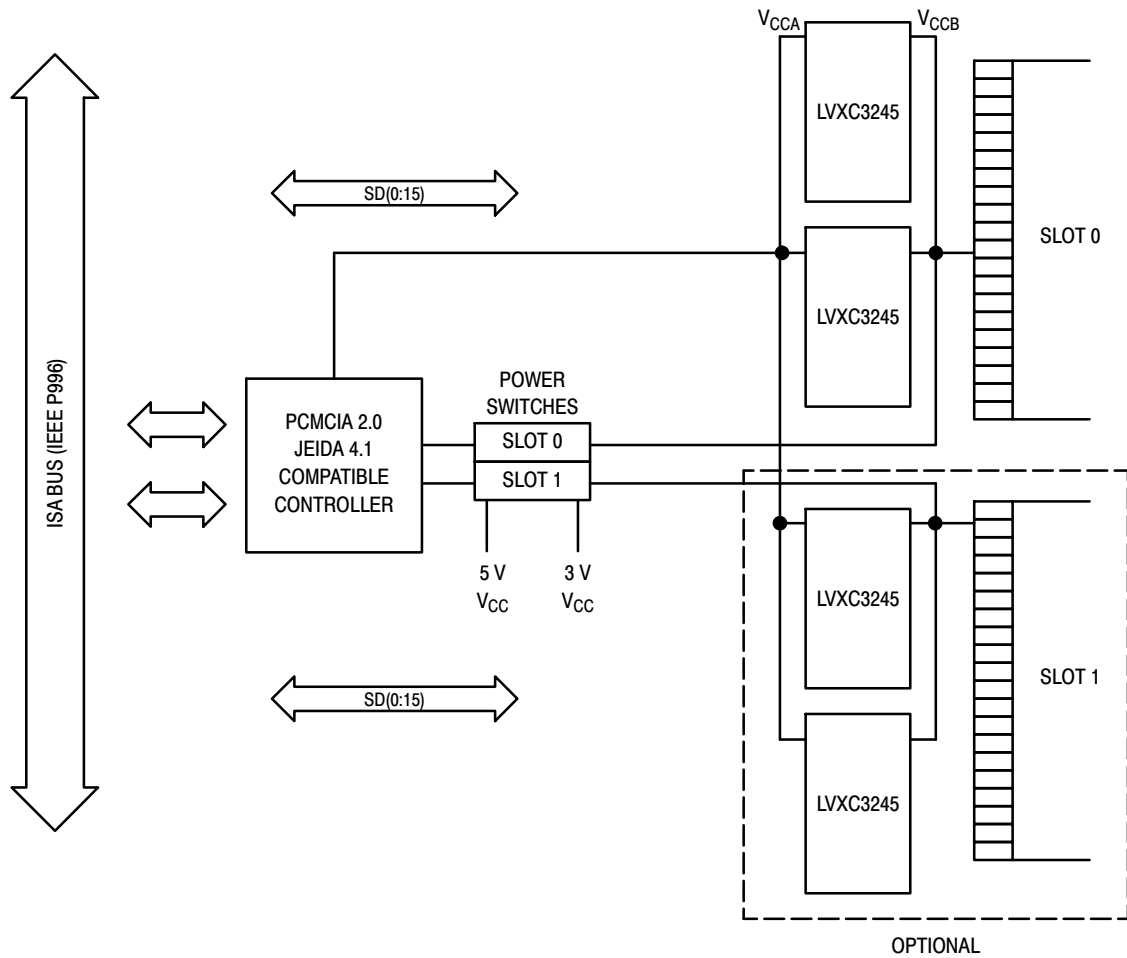 VCCA
VCCB
LVXC3245
SD(0:15)
SLOT 0
LVXC3245
ISA BUS (IEEE P996)
POWER
SWITCHES
PCMCIA 2.0
JEIDA 4.1
COMPATIBLE
CONTROLLER
SLOT 0
SLOT 1
5 V
VCC
3 V
VCC
LVXC3245
SLOT 1
SD(0:15)
LVXC3245
OPTIONAL